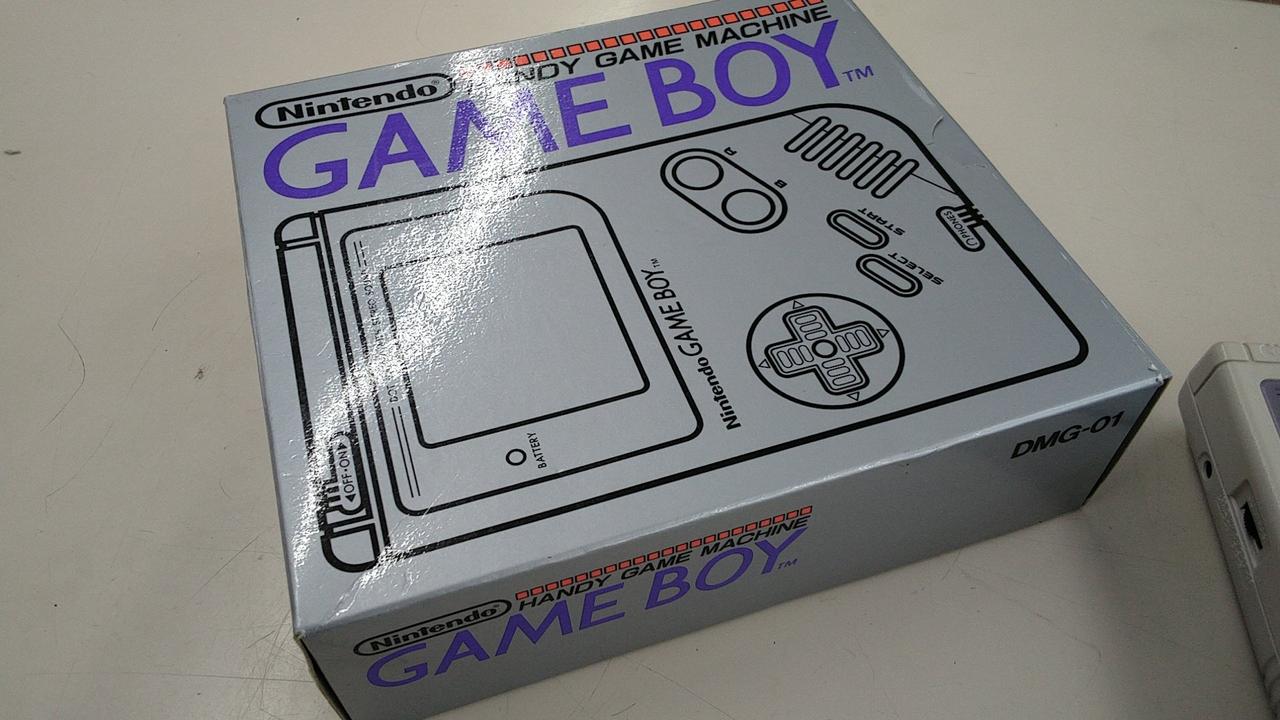 HANDY GAME MACHINE
Nintendo®
GAME BOY™
A
B
START
SELECT
PHONES
Nintendo GAME BOY™
BATTERY
◁OFF•ON▷
DMG-01
HANDY GAME MACHINE
Nintendo®
GAME BOY™